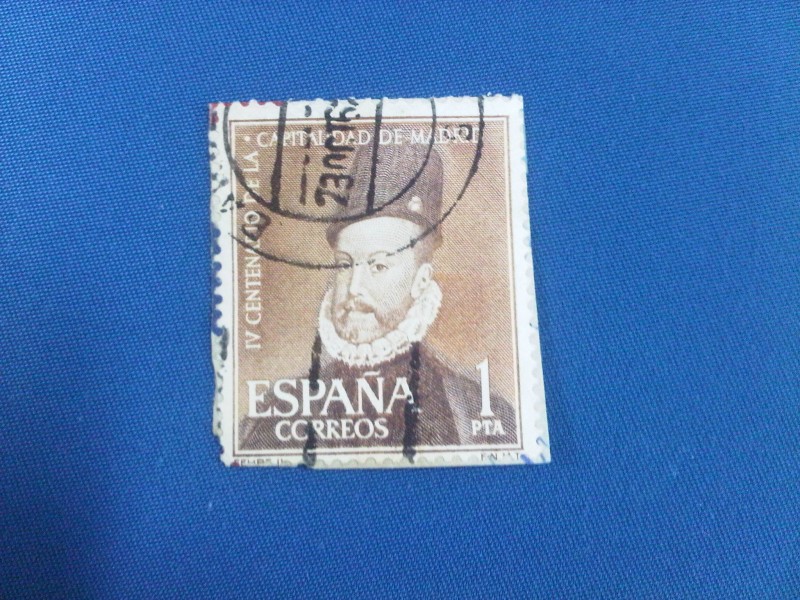 IV CENTENARIO DE LA • CAPITALIDAD DE MADRID
ESPAÑA
CORREOS
1
PTA